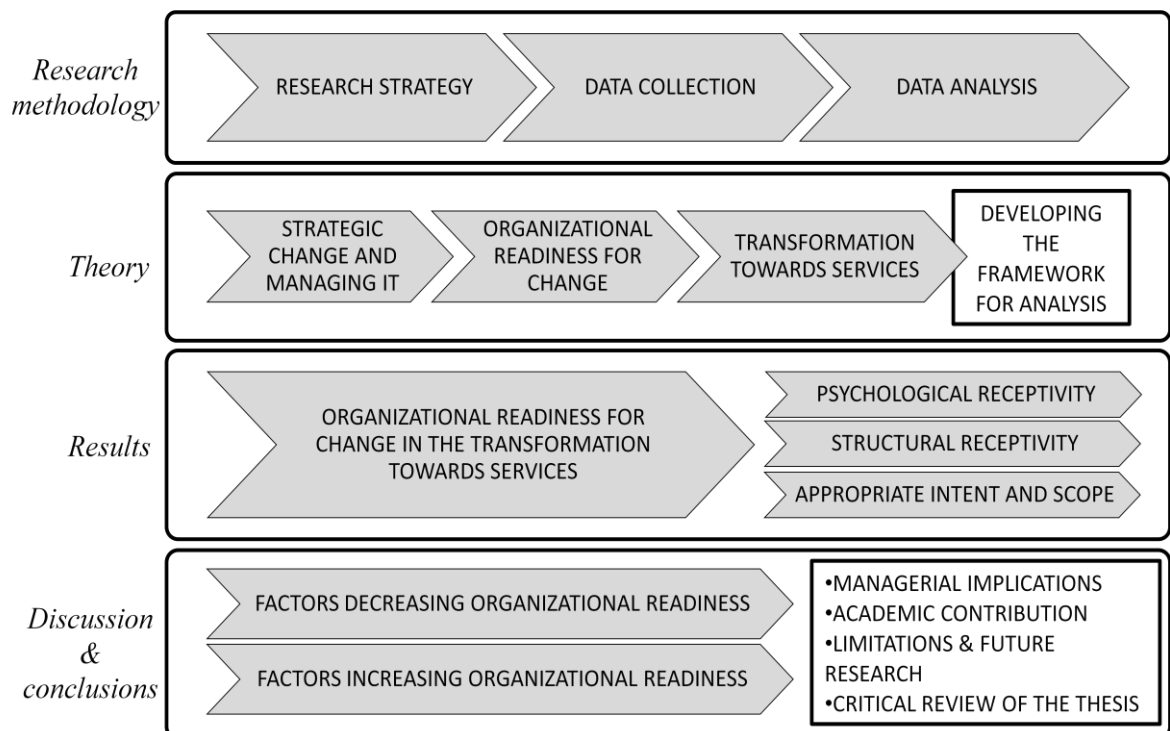 Research
methodology
RESEARCH STRATEGY
DATA COLLECTION
DATA ANALYSIS
Theory
STRATEGIC
CHANGE AND
MANAGING IT
ORGANIZATIONAL
READINESS FOR
CHANGE
TRANSFORMATION
TOWARDS SERVICES
DEVELOPING
THE
FRAMEWORK
FOR ANALYSIS
Results
ORGANIZATIONAL READINESS FOR
CHANGE IN THE TRANSFORMATION
TOWARDS SERVICES
PSYCHOLOGICAL RECEPTIVITY
STRUCTURAL RECEPTIVITY
APPROPRIATE INTENT AND SCOPE
Discussion
&
conclusions
FACTORS DECREASING ORGANIZATIONAL READINESS
FACTORS INCREASING ORGANIZATIONAL READINESS
•MANAGERIAL IMPLICATIONS
•ACADEMIC CONTRIBUTION
•LIMITATIONS & FUTURE
RESEARCH
•CRITICAL REVIEW OF THE THESIS